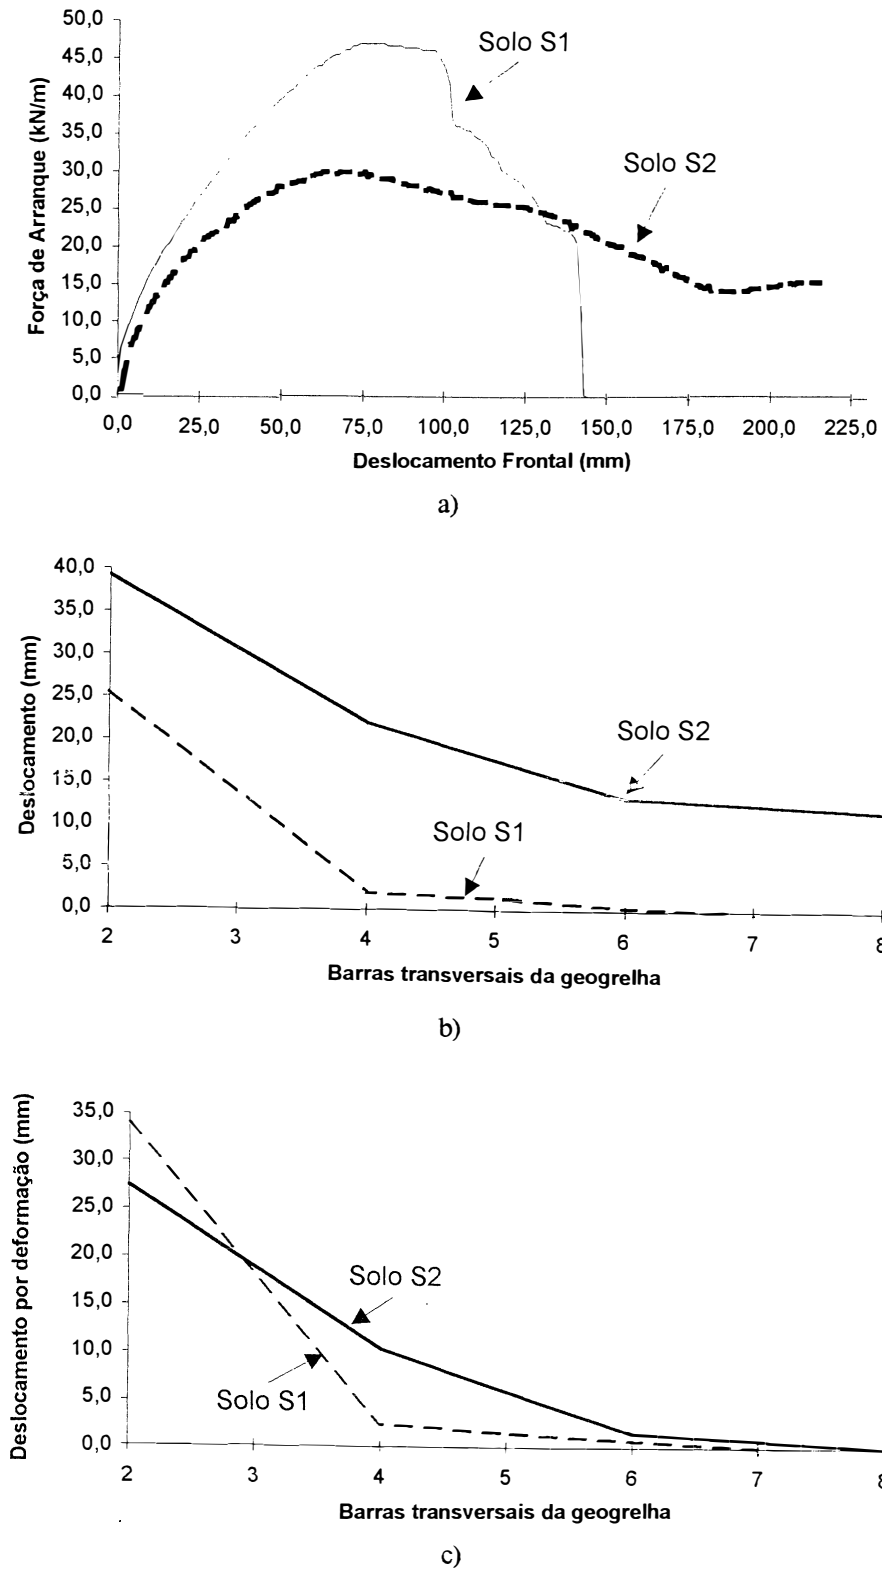 50,0
45,0
40,0
35,0
30,0
25,0
20,0
15,0
10,0
5,0
0,0
Força de Arranque (kN/m)
Solo S1
Solo S2
0,0 25,0 50,0 75,0 100,0 125,0 150,0 175,0 200,0 225,0
Deslocamento Frontal (mm)
a)
40,0
35,0
30,0
25,0
20,0
15,0
10,0
5,0
0,0
Deslocamento (mm)
Solo S2
Solo S1
2 3 4 5 6 7 8
Barras transversais da geogrelha
b)
35,0
30,0
25,0
20,0
15,0
10,0
5,0
0,0
Deslocamento por deformação (mm)
Solo S2
Solo S1
2 3 4 5 6 7 8
Barras transversais da geogrelha
c)